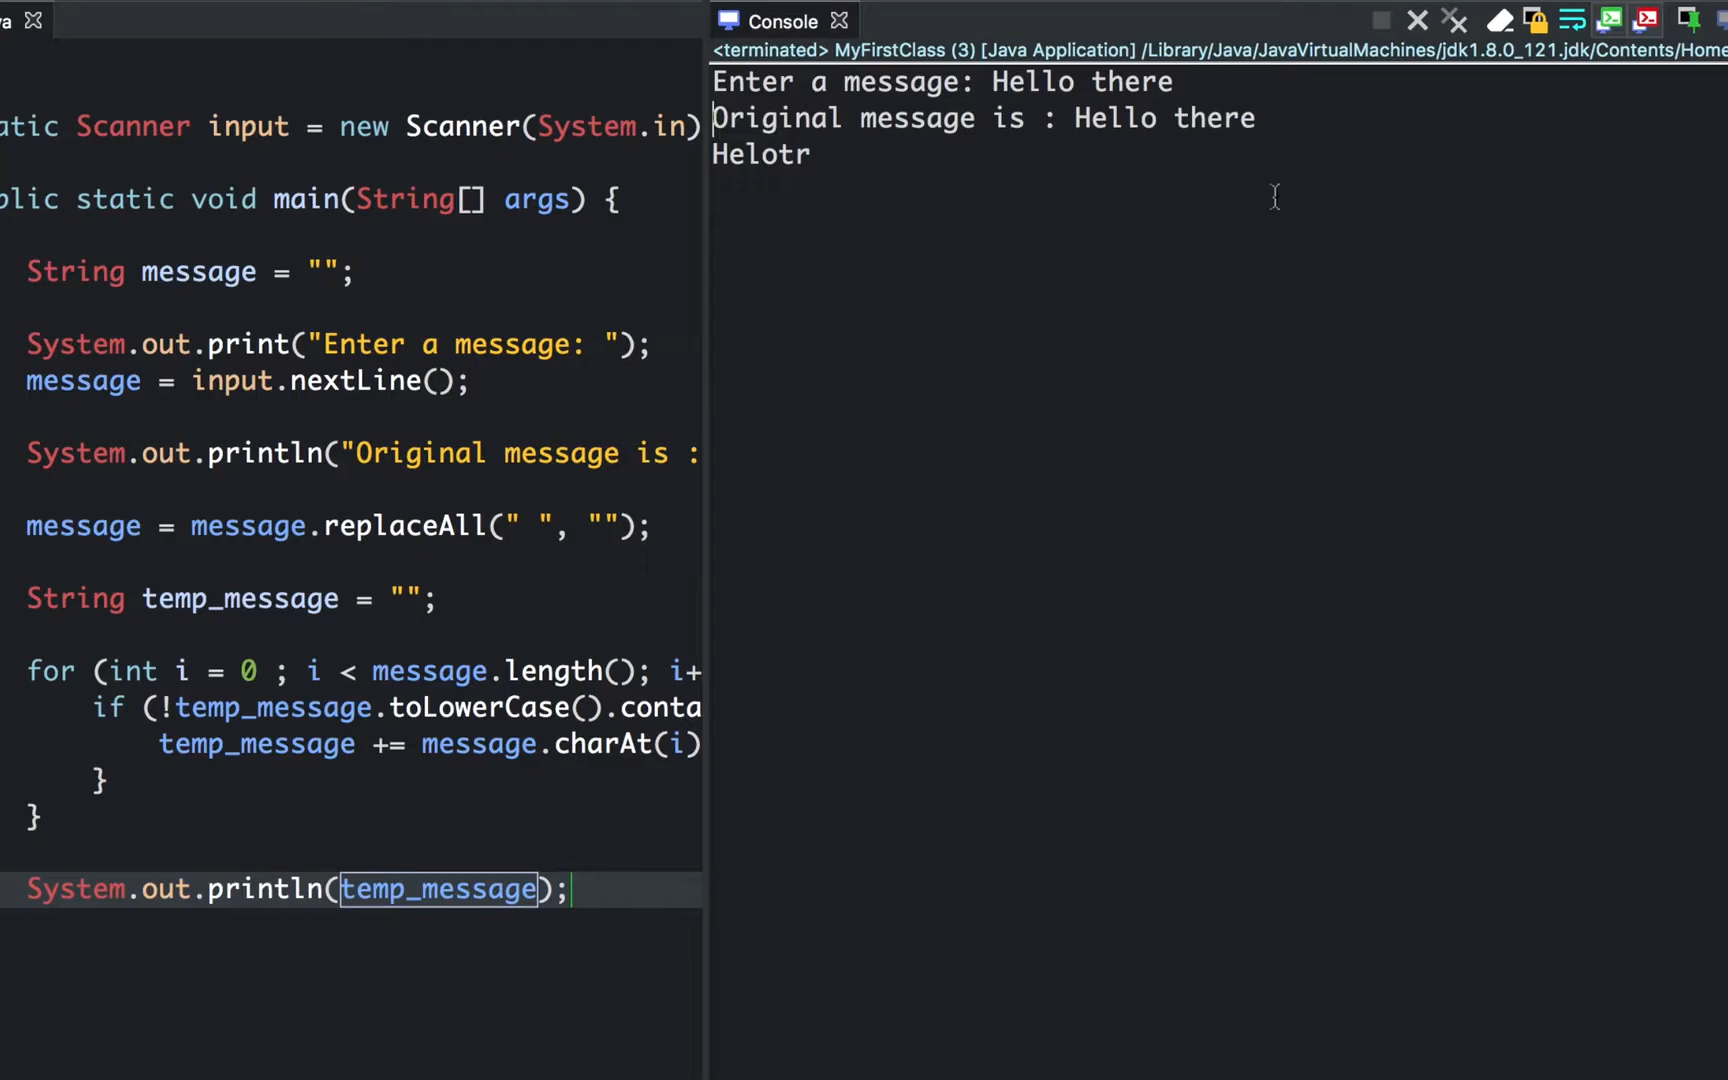 va
atic Scanner input = new Scanner(System.in)
blic static void main(String[] args) {
String message = "";
System.out.print("Enter a message: ");
message = input.nextLine();
System.out.println("Original message is :
message = message.replaceAll(" ", "");
String temp_message = "";
for (int i = 0 ; i < message.length(); i+
if (!temp_message.toLowerCase().conta
temp_message += message.charAt(i)
}
}
System.out.println(temp_message);
Console
<terminated> MyFirstClass (3) [Java Application] /Library/Java/JavaVirtualMachines/jdk1.8.0_121.jdk/Contents/Home
Enter a message: Hello there
Original message is : Hello there
Helotr